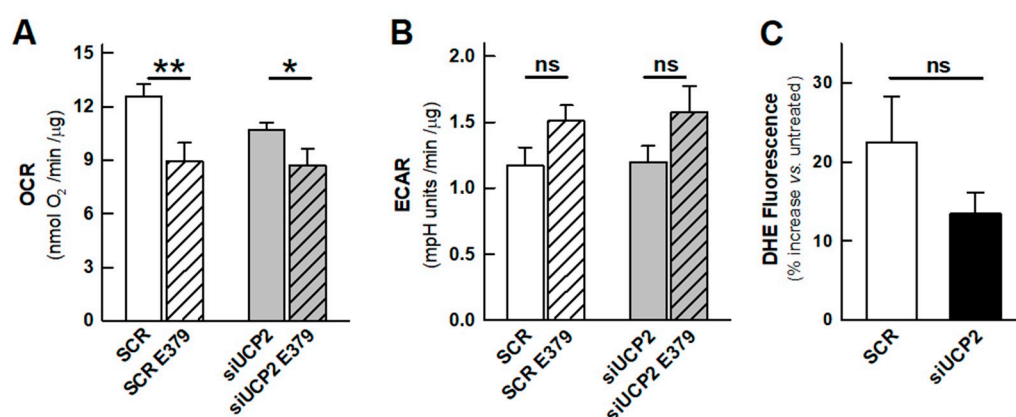 A
OCR
(nmol O2 /min /µg)
15
12
9
6
3
0
**
*
SCR
SCR E379
siUCP2
siUCP2 E379
B
ECAR
(mpH units /min /µg)
2.0
1.5
1.0
0.5
0.0
ns
ns
SCR
SCR E379
siUCP2
siUCP2 E379
C
DHE Fluorescence
(% increase vs. untreated)
30
20
10
0
ns
SCR
siUCP2